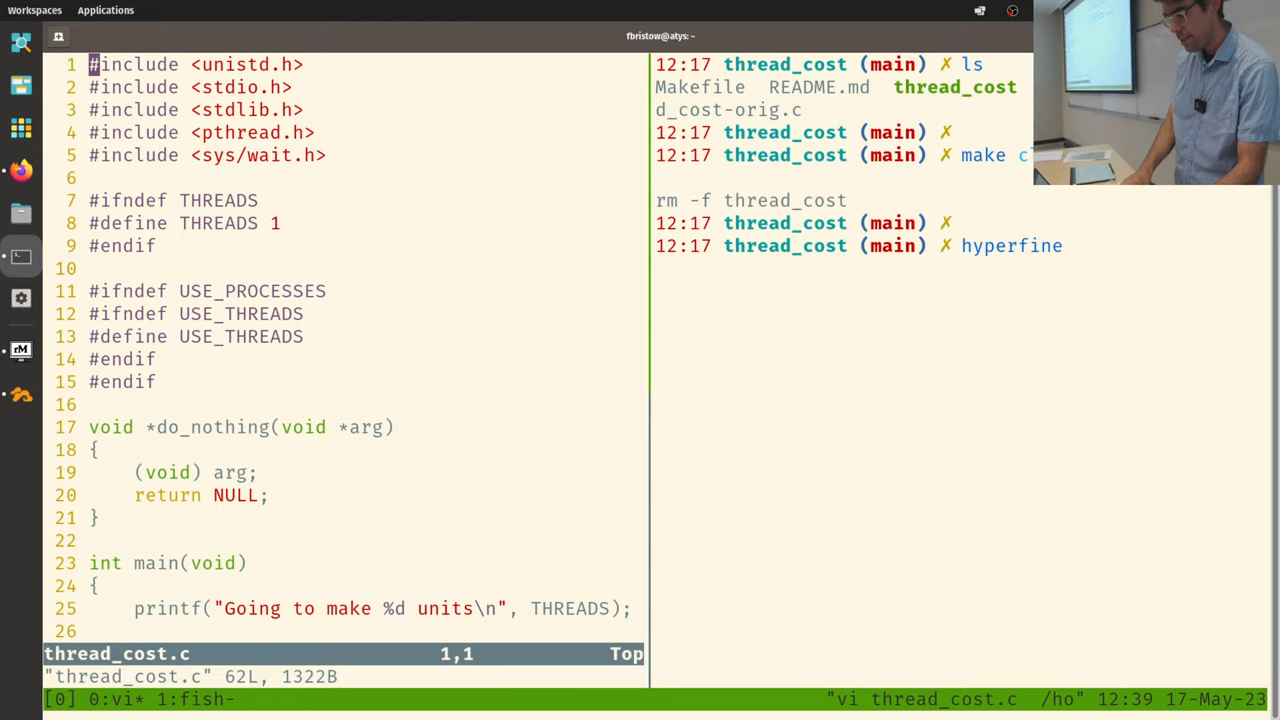 Workspaces Applications
fbristow@atys: ~
1 #include <unistd.h>
2 #include <stdio.h>
3 #include <stdlib.h>
4 #include <pthread.h>
5 #include <sys/wait.h>
6
7 #ifndef THREADS
8 #define THREADS 1
9 #endif
10
11 #ifndef USE_PROCESSES
12 #ifndef USE_THREADS
13 #define USE_THREADS
14 #endif
15 #endif
16
17 void *do_nothing(void *arg)
18 {
19     (void) arg;
20     return NULL;
21 }
22
23 int main(void)
24 {
25     printf("Going to make %d units\n", THREADS);
26
thread_cost.c 1,1 Top
"thread_cost.c" 62L, 1322B
12:17 thread_cost (main) ✗ ls
Makefile README.md thread_cost
d_cost-orig.c
12:17 thread_cost (main) ✗
12:17 thread_cost (main) ✗ make cl
rm -f thread_cost
12:17 thread_cost (main) ✗
12:17 thread_cost (main) ✗ hyperfine
[0] 0:vi* 1:fish- "vi thread_cost.c /ho" 12:39 17-May-23
rM